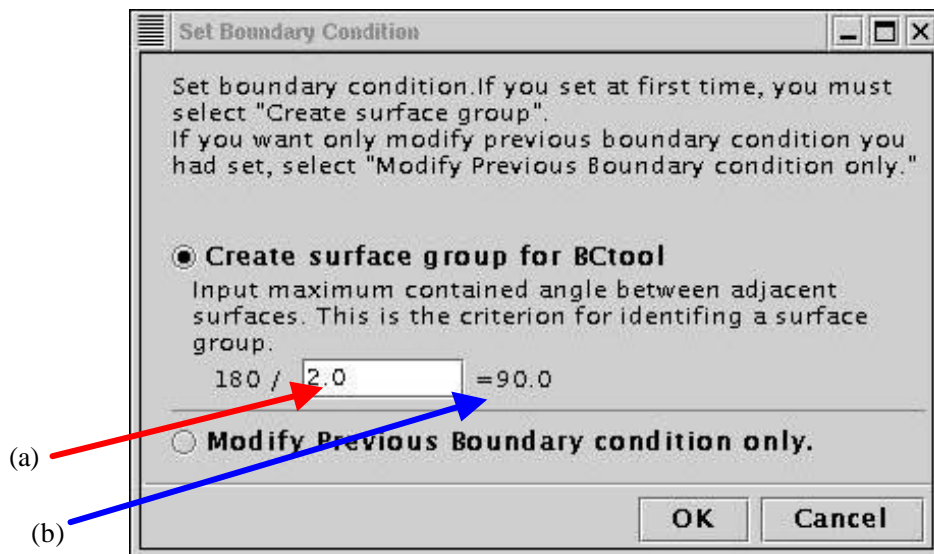 Set Boundary Condition
Set boundary condition.If you set at first time, you must
select "Create surface group".
If you want only modify previous boundary condition you
had set, select "Modify Previous Boundary condition only."
Create surface group for BCtool
Input maximum contained angle between adjacent
surfaces. This is the criterion for identifing a surface
group.
180 / 2.0 =90.0
(a)
Modify Previous Boundary condition only.
(b)
OK Cancel